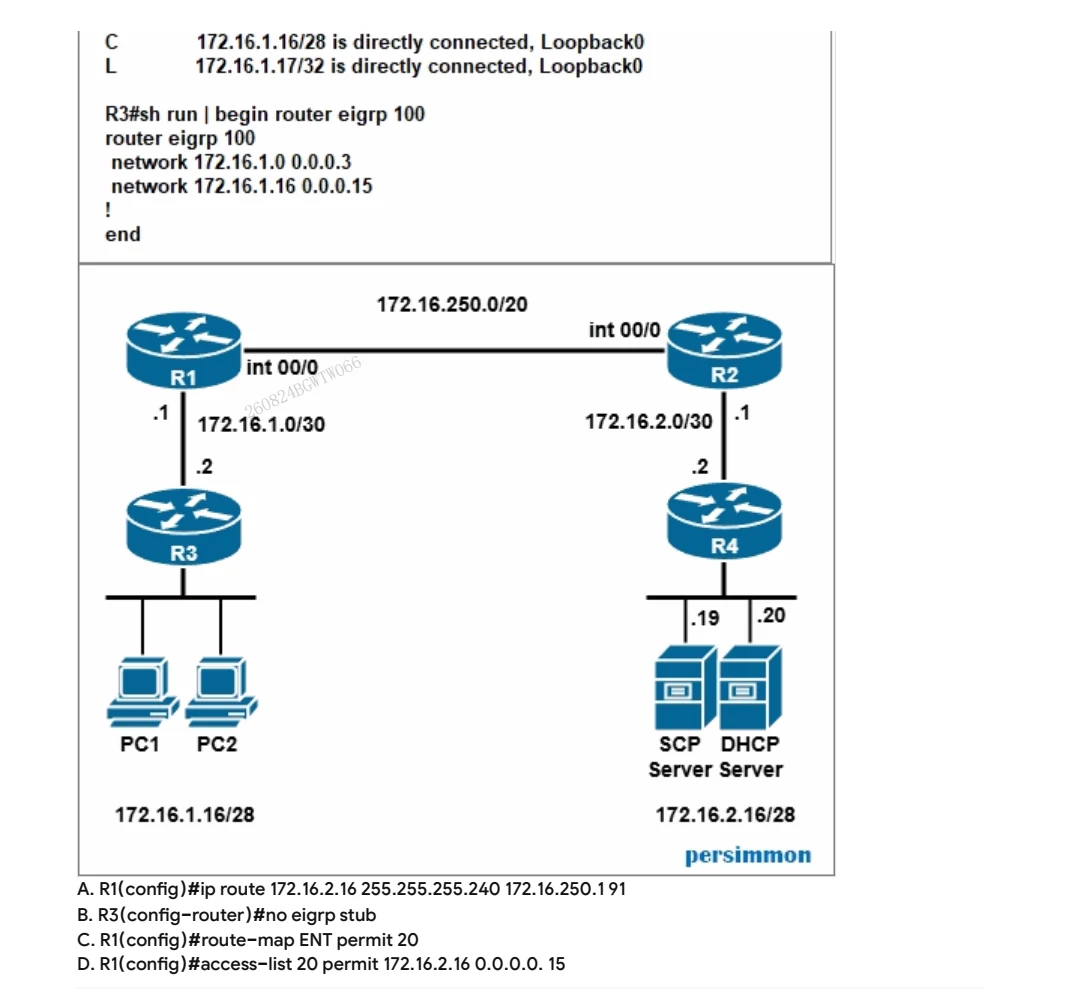 C 172.16.1.16/28 is directly connected, Loopback0
L 172.16.1.17/32 is directly connected, Loopback0
R3#sh run | begin router eigrp 100
router eigrp 100
network 172.16.1.0 0.0.0.3
network 172.16.1.16 0.0.0.15
!
end
172.16.250.0/20
int 00/0
R1
R2
int 00/0
260824BGWTW066
.1
.1
172.16.1.0/30
172.16.2.0/30
.2
.2
R3
R4
.19
.20
PC1
PC2
SCP
Server
DHCP
Server
172.16.1.16/28
172.16.2.16/28
persimmon
A. R1(config)#ip route 172.16.2.16 255.255.255.240 172.16.250.1 91
B. R3(config-router)#no eigrp stub
C. R1(config)#route-map ENT permit 20
D. R1(config)#access-list 20 permit 172.16.2.16 0.0.0.0. 15